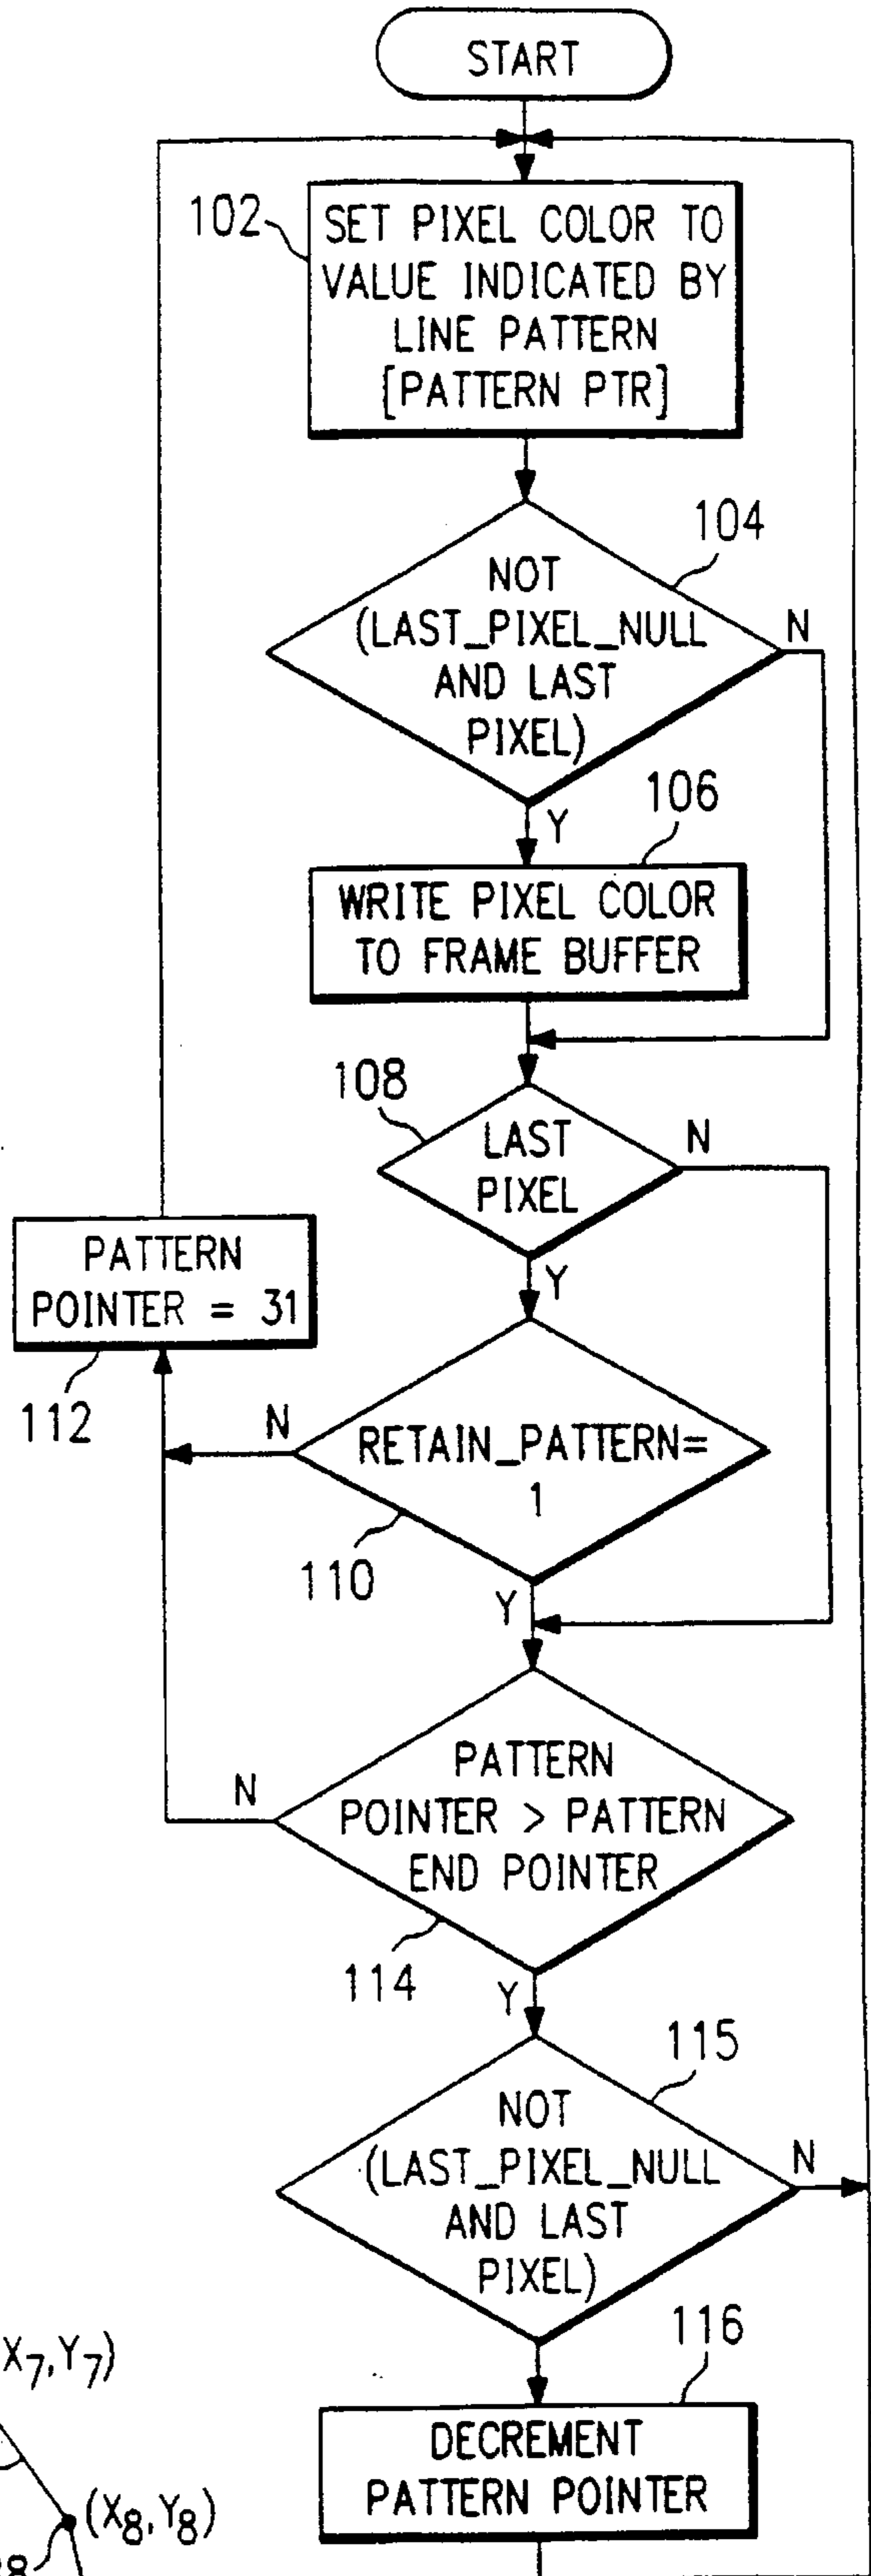 START
102
SET PIXEL COLOR TO
VALUE INDICATED BY
LINE PATTERN
[PATTERN PTR]
104
NOT
(LAST_PIXEL_NULL
AND LAST
PIXEL)
N
Y
106
WRITE PIXEL COLOR
TO FRAME BUFFER
108
LAST
PIXEL
N
Y
PATTERN
POINTER = 31
112
N
RETAIN_PATTERN=
1
110
Y
PATTERN
POINTER > PATTERN
END POINTER
N
114
Y
115
NOT
(LAST_PIXEL_NULL
AND LAST
PIXEL)
N
116
DECREMENT
PATTERN POINTER
X7,Y7)
(X8,Y8)